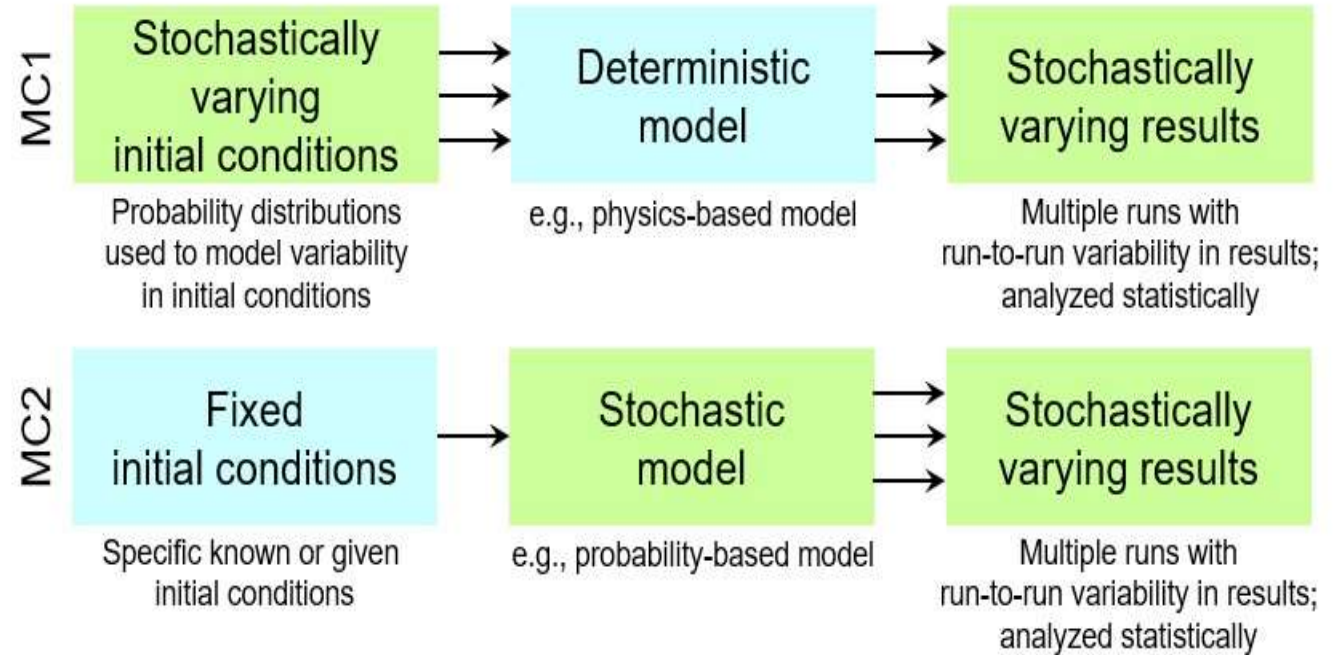 MC1
Stochastically
varying
initial conditions
Probability distributions
used to model variability
in initial conditions
Deterministic
model
e.g., physics-based model
Stochastically
varying results
Multiple runs with
run-to-run variability in results;
analyzed statistically
MC2
Fixed
initial conditions
Specific known or given
initial conditions
Stochastic
model
e.g., probability-based model
Stochastically
varying results
Multiple runs with
run-to-run variability in results;
analyzed statistically